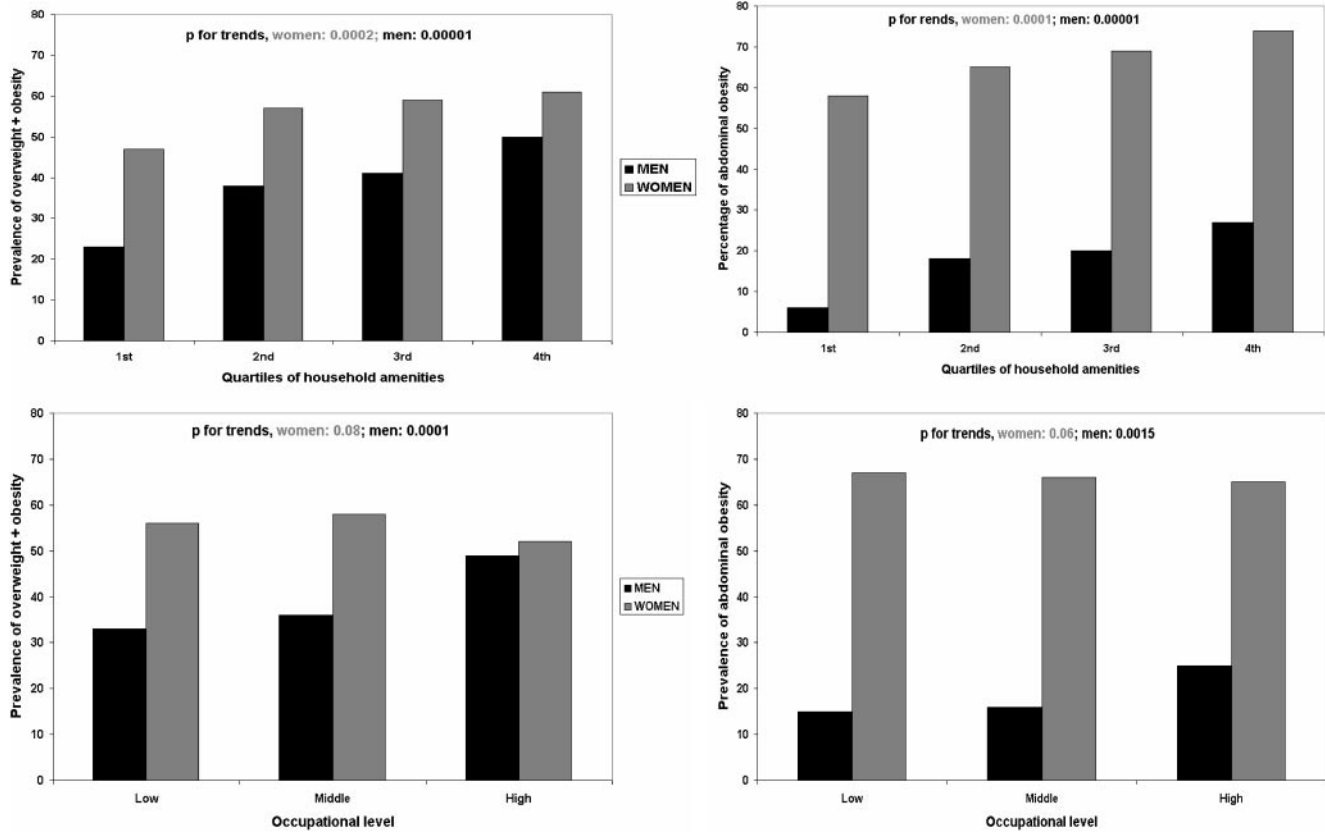 p for trends, women: 0.0002; men: 0.00001
Prevalence of overweight + obesity
80
70
60
50
40
30
20
10
0
1st 2nd 3rd 4th
Quartiles of household amenities
MEN
WOMEN
p for rends, women: 0.0001; men: 0.00001
Percentage of abdominal obesity
80
70
60
50
40
30
20
10
0
1st 2nd 3rd 4th
Quartiles of household amenities
p for trends, women: 0.08; men: 0.0001
Prevalence of overweight + obesity
80
70
60
50
40
30
20
10
0
Low Middle High
Occupational level
MEN
WOMEN
p for trends, women: 0.06; men: 0.0015
Prevalence of abdominal obesity
80
70
60
50
40
30
20
10
0
Low Middle High
Occupational level